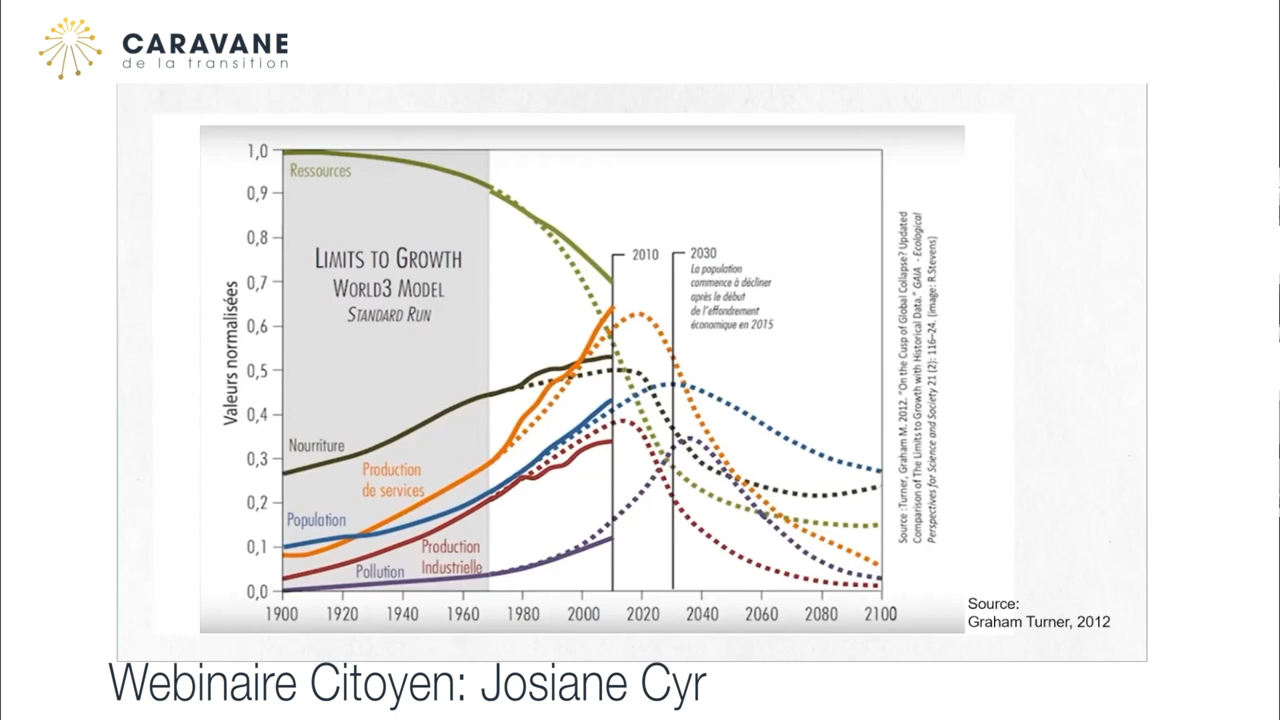 CARAVANE
de la transition
1,0
0,9
0,8
0,7
0,6
0,5
0,4
0,3
0,2
0,1
0,0
Valeurs normalisées
Ressources
LIMITS TO GROWTH
WORLD3 MODEL
STANDARD RUN
2010
2030
La population
commence à décliner
après le début
de l'effondrement
économique en 2015
Nourriture
Production
de services
Population
Production
Industrielle
Pollution
1900
1920
1940
1960
1980
2000
2020
2040
2060
2080
2100
Source :Turner, Graham M. 2012. "On the Cusp of Global Collapse? Updated
Comparison of The Limits to Growth with Historical Data." GAIA - Ecological
Perspectives for Science and Society 21 (2): 116–24. (image: R.Stevens)
Source:
Graham Turner, 2012
Webinaire Citoyen: Josiane Cyr